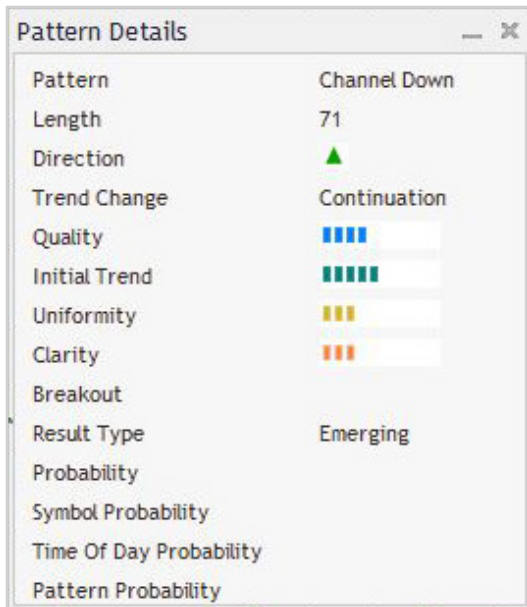 Pattern Details
Pattern Channel Down
Length 71
Direction
Trend Change Continuation
Quality
Initial Trend
Uniformity
Clarity
Breakout
Result Type Emerging
Probability
Symbol Probability
Time Of Day Probability
Pattern Probability